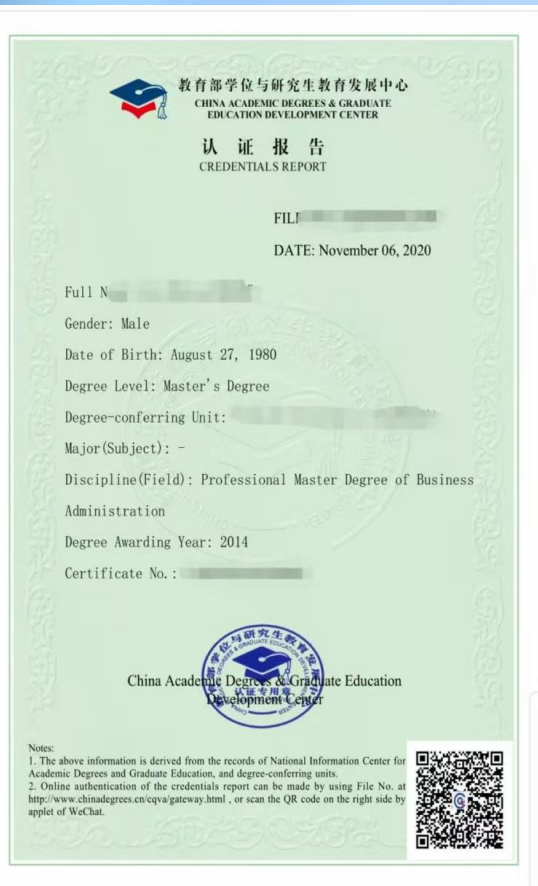 教育部学位与研究生教育发展中心
CHINA ACADEMIC DEGREES & GRADUATE
EDUCATION DEVELOPMENT CENTER
认 证 报 告
CREDENTIALS REPORT
DATE: November 06, 2020
Full
Gender: Male
Date of Birth: August 27, 1980
Degree Level: Master's Degree
Degree-conferring Unit:
Major(Subject): -
Discipline(Field): Professional Master Degree of Business
Administration
Degree Awarding Year: 2014
Certificate No.:
China Academic Degrees & Graduate Education
Development Center
认证专用章
Notes:
1. The above information is derived from the records of National Information Center for
Academic Degrees and Graduate Education, and degree-conferring units.
2. Online authentication of the credentials report can be made by using File No. at
http://www.chinadegrees.cn/cqva/gateway.html , or scan the QR code on the right side by
applet of WeChat.